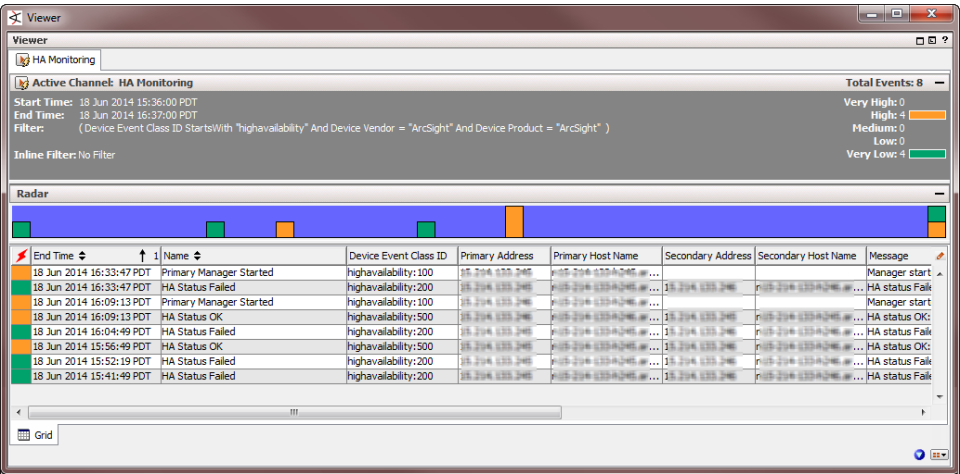 Viewer
Viewer
HA Monitoring
Active Channel: HA Monitoring Total Events: 8
Start Time: 18 Jun 2014 15:36:00 PDT Very High: 0
End Time: 18 Jun 2014 16:37:00 PDT High: 4
Filter: ( Device Event Class ID StartsWith "highavailability" And Device Vendor = "ArcSight" And Device Product = "ArcSight" ) Medium: 0
Low: 0
Inline Filter: No Filter Very Low: 4
Radar
End Time 1 Name Device Event Class ID Primary Address Primary Host Name Secondary Address Secondary Host Name Message
18 Jun 2014 16:33:47 PDT Primary Manager Started highavailability:100 Manager start
18 Jun 2014 16:33:47 PDT HA Status Failed highavailability:200 HA status Faile
18 Jun 2014 16:09:13 PDT Primary Manager Started highavailability:100 Manager start
18 Jun 2014 16:09:13 PDT HA Status OK highavailability:500 HA status OK:
18 Jun 2014 16:04:49 PDT HA Status Failed highavailability:200 HA status Faile
18 Jun 2014 15:56:49 PDT HA Status OK highavailability:500 HA status OK:
18 Jun 2014 15:52:19 PDT HA Status Failed highavailability:200 HA status Faile
18 Jun 2014 15:41:49 PDT HA Status Failed highavailability:200 HA status Faile
Grid